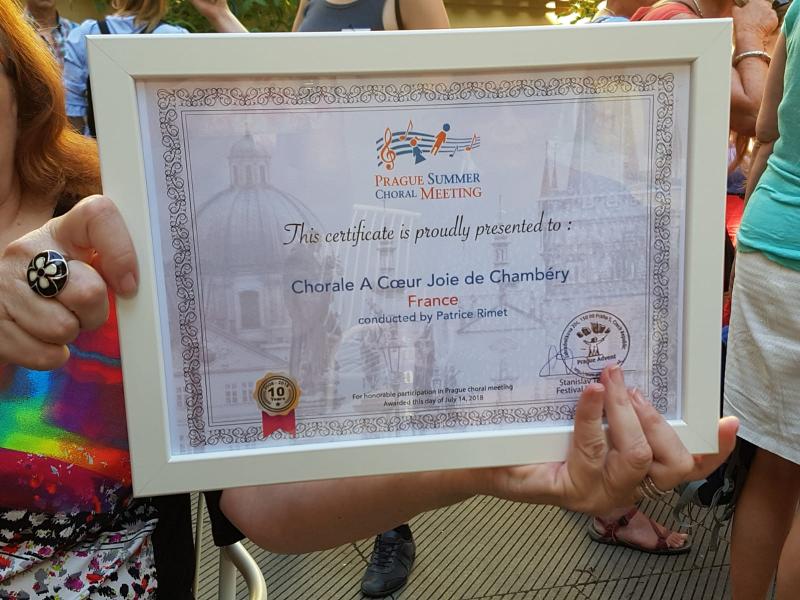 PRAGUE SUMMER
CHORAL MEETING
This certificate is proudly presented to :
Chorale A Cœur Joie de Chambéry
France
conducted by Patrice Rimet
Prague Advent
Stanislav
Festival
10
Years
For honorable participation in Prague choral meeting
Awarded this day of July 14, 2018